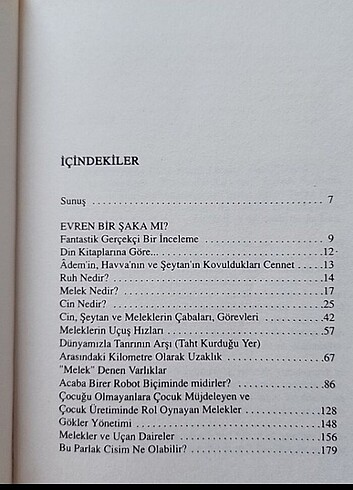 İÇİNDEKİLER
Sunuş .................................................... 7
EVREN BİR ŞAKA MI?
Fantastik Gerçekçi Bir İnceleme ........................ 9
Din Kitaplarına Göre... ................................ 12
Âdem'in, Havva'nın ve Şeytan'ın Kovuldukları Cennet .... 13
Ruh Nedir? ............................................. 14
Melek Nedir? ........................................... 17
Cin Nedir? ............................................. 25
Cin, Şeytan ve Meleklerin Çabaları, Görevleri .......... 42
Meleklerin Uçuş Hızları ................................ 57
Dünyamızla Tanrının Arşı (Taht Kurduğu Yer)
Arasındaki Kilometre Olarak Uzaklık .................... 67
"Melek" Denen Varlıklar
Acaba Birer Robot Biçiminde midirler? .................. 86
Çocuğu Olmayanlara Çocuk Müjdeleyen ve
Çocuk Üretiminde Rol Oynayan Melekler .................. 128
Gökler Yönetimi ........................................ 148
Melekler ve Uçan Daireler .............................. 156
Bu Parlak Cisim Ne Olabilir? ........................... 179